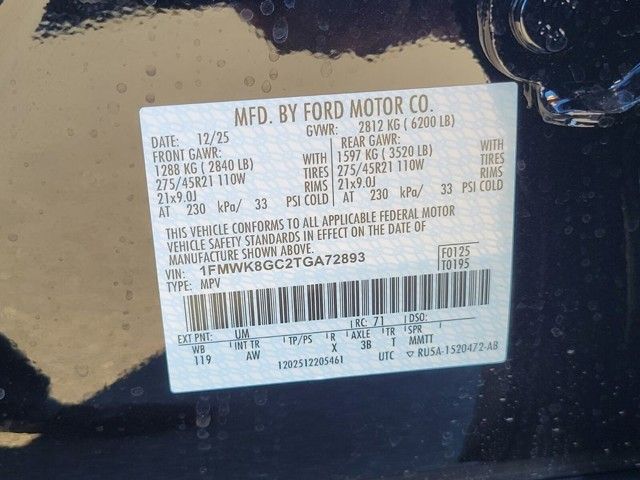 MFD. BY FORD MOTOR CO.
DATE: 12/25 GVWR: 2812 KG ( 6200 LB)
FRONT GAWR: REAR GAWR:
1288 KG ( 2840 LB) WITH 1597 KG ( 3520 LB) WITH
275/45R21 110W TIRES 275/45R21 110W TIRES
21x9.0J RIMS 21x9.0J RIMS
AT 230 kPa/ 33 PSI COLD AT 230 kPa/ 33 PSI COLD
THIS VEHICLE CONFORMS TO ALL APPLICABLE FEDERAL MOTOR
VEHICLE SAFETY STANDARDS IN EFFECT ON THE DATE OF
MANUFACTURE SHOWN ABOVE.
VIN: 1FMWK8GC2TGA72893 F0125
TYPE: MPV T0195
EXT PNT: UM RC: 71 DSO:
WB INT TR TP/PS R AXLE TR SPR
119 AW X 3B T MMTT
1202512205461 UTC ▽ RU5A-1520472-AB